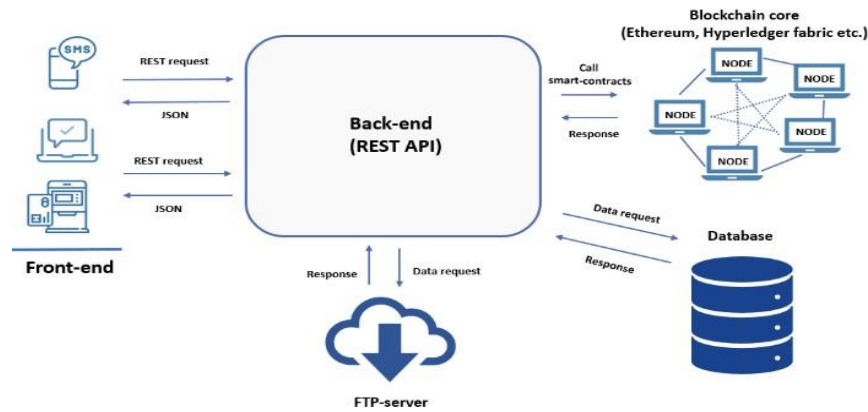 SMS
REST request
JSON
REST request
JSON
Front-end
Back-end
(REST API)
Call
smart-contracts
Response
Blockchain core
(Ethereum, Hyperledger fabric etc.)
NODE
NODE
NODE
NODE
NODE
Data request
Response
Database
Response
Data request
FTP-server